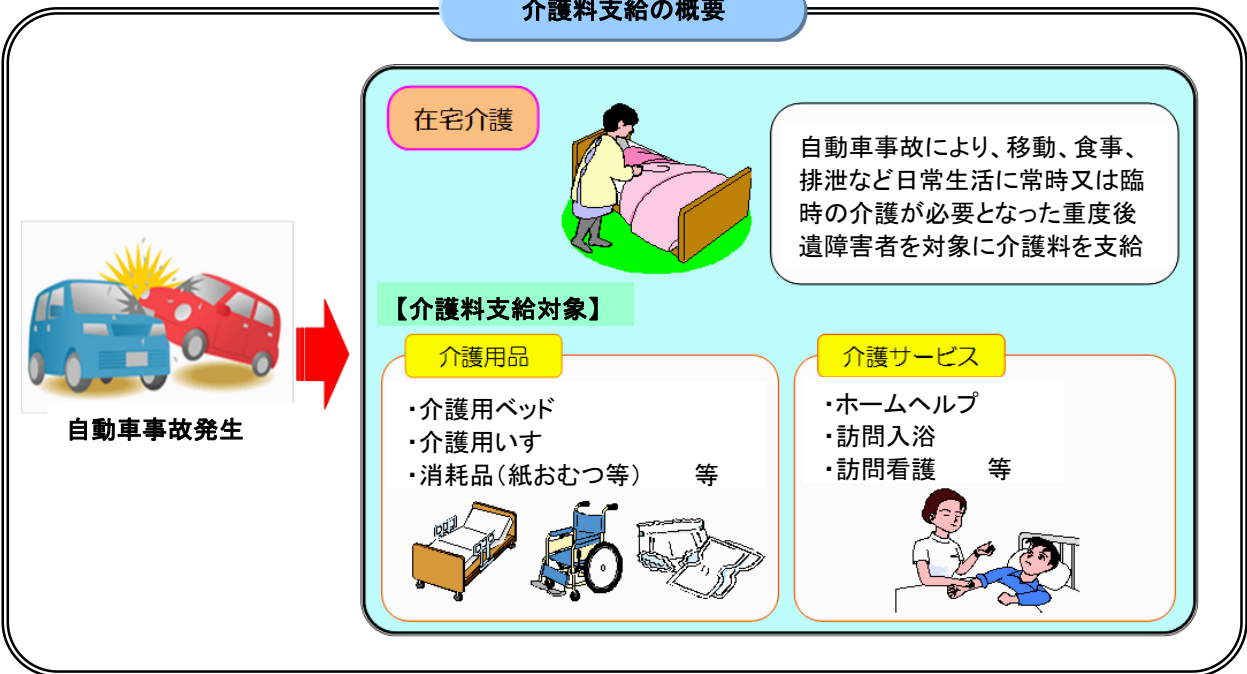 介護料支給の概要
在宅介護
自動車事故により、移動、食事、
排泄など日常生活に常時又は臨
時の介護が必要となった重度後
遺障害者を対象に介護料を支給
自動車事故発生
【介護料支給対象】
介護用品
・介護用ベッド
・介護用いす
・消耗品(紙おむつ等)　　等
介護サービス
・ホームヘルプ
・訪問入浴
・訪問看護　　等